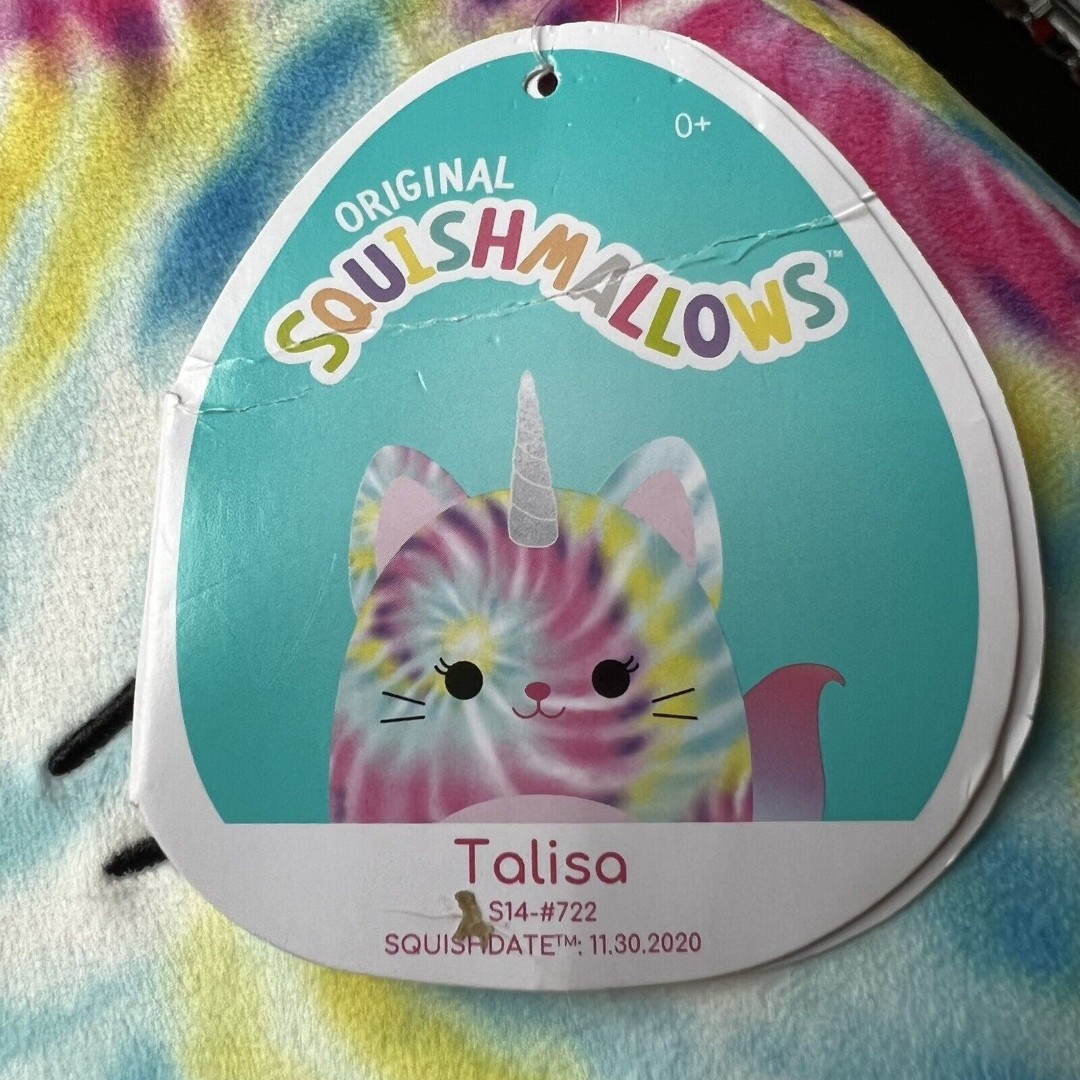 0+
ORIGINAL
SQUISHMALLOWS™
Talisa
S14-#722
SQUISHDATE™: 11.30.2020